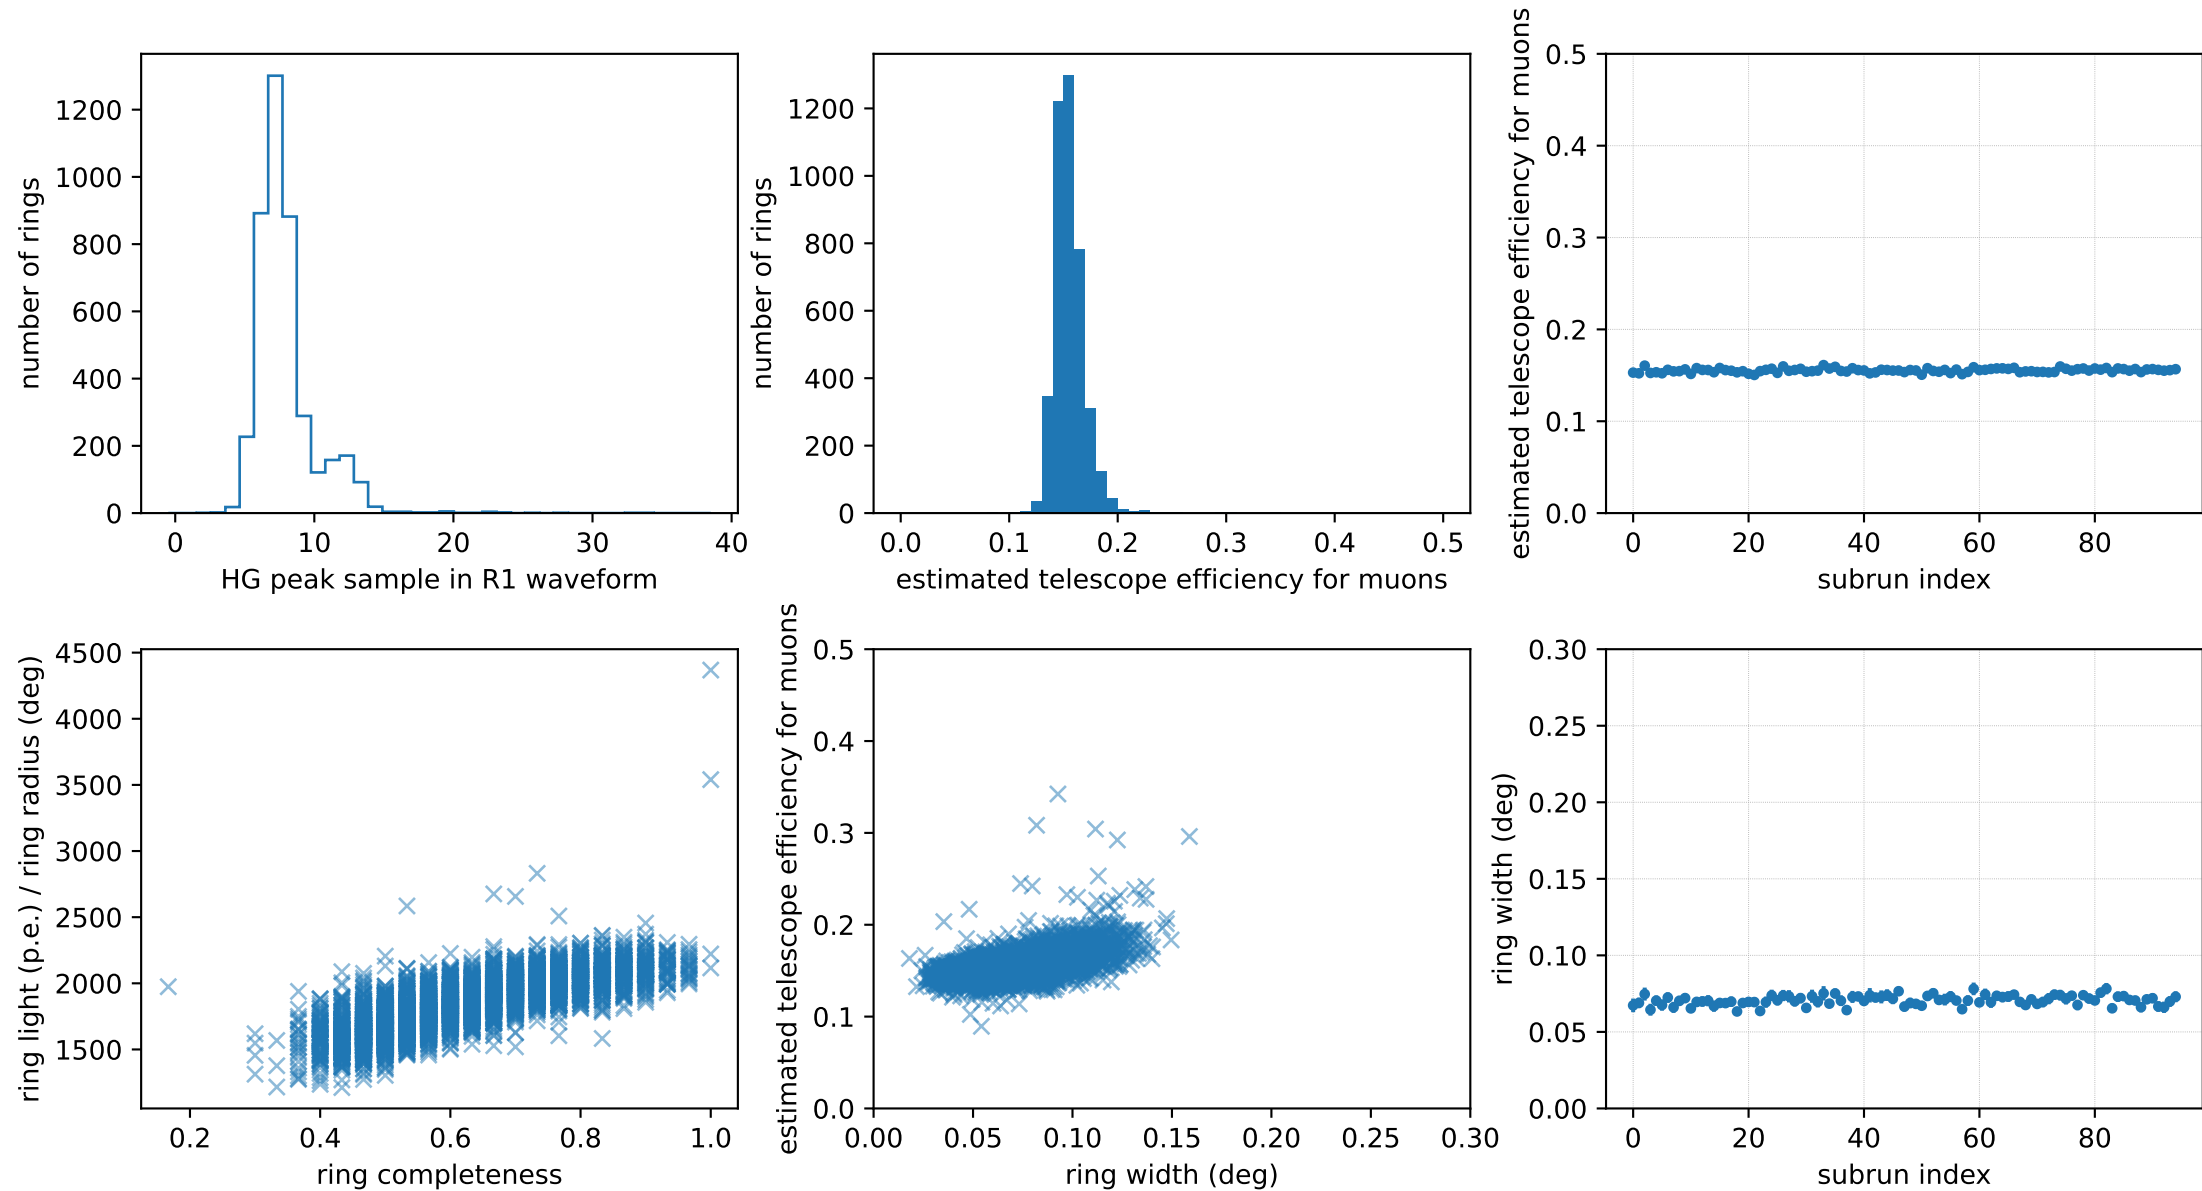 number of rings
1200
1000
800
600
400
200
0
0 10 20 30 40
HG peak sample in R1 waveform
number of rings
1200
1000
800
600
400
200
0
0.0 0.1 0.2 0.3 0.4 0.5
estimated telescope efficiency for muons
estimated telescope efficiency for muons
0.5
0.4
0.3
0.2
0.1
0.0
0 20 40 60 80
subrun index
ring light (p.e.) / ring radius (deg)
4500
4000
3500
3000
2500
2000
1500
0.2 0.4 0.6 0.8 1.0
ring completeness
estimated telescope efficiency for muons
0.5
0.4
0.3
0.2
0.1
0.0
0.00 0.05 0.10 0.15 0.20 0.25 0.30
ring width (deg)
ring width (deg)
0.30
0.25
0.20
0.15
0.10
0.05
0.00
0 20 40 60 80
subrun index